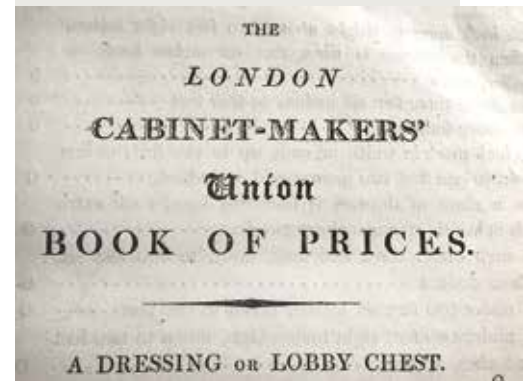 THE
LONDON
CABINET-MAKERS'
Union
BOOK OF PRICES.
A DRESSING OR LOBBY CHEST.